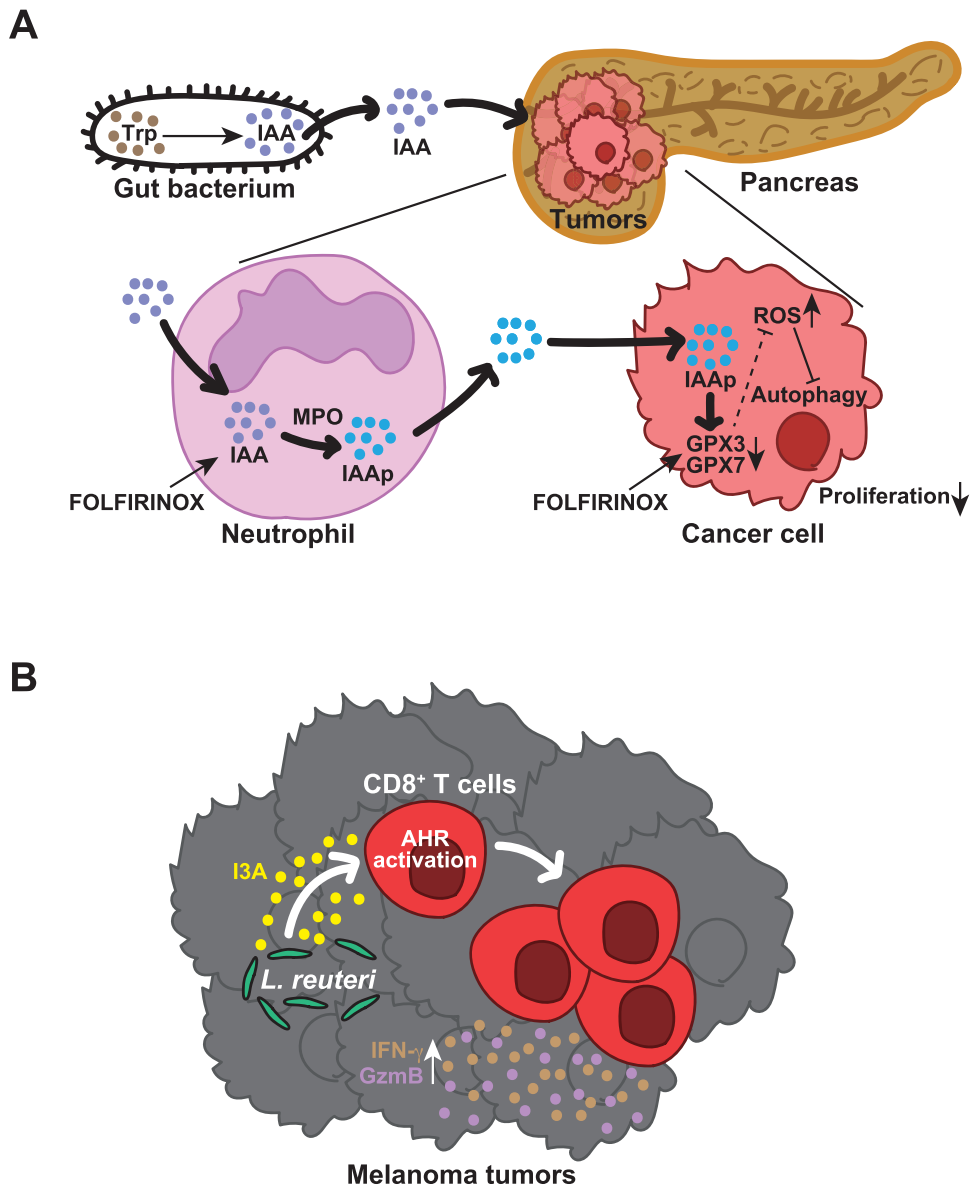 A
Trp
IAA
IAA
Gut bacterium
Pancreas
Tumors
ROS
IAAp
Autophagy
MPO
IAA
IAAp
GPX3
GPX7
FOLFIRINOX
FOLFIRINOX
Proliferation
Neutrophil
Cancer cell
B
CD8⁺ T cells
AHR
activation
I3A
L. reuteri
IFN-γ
GzmB
Melanoma tumors